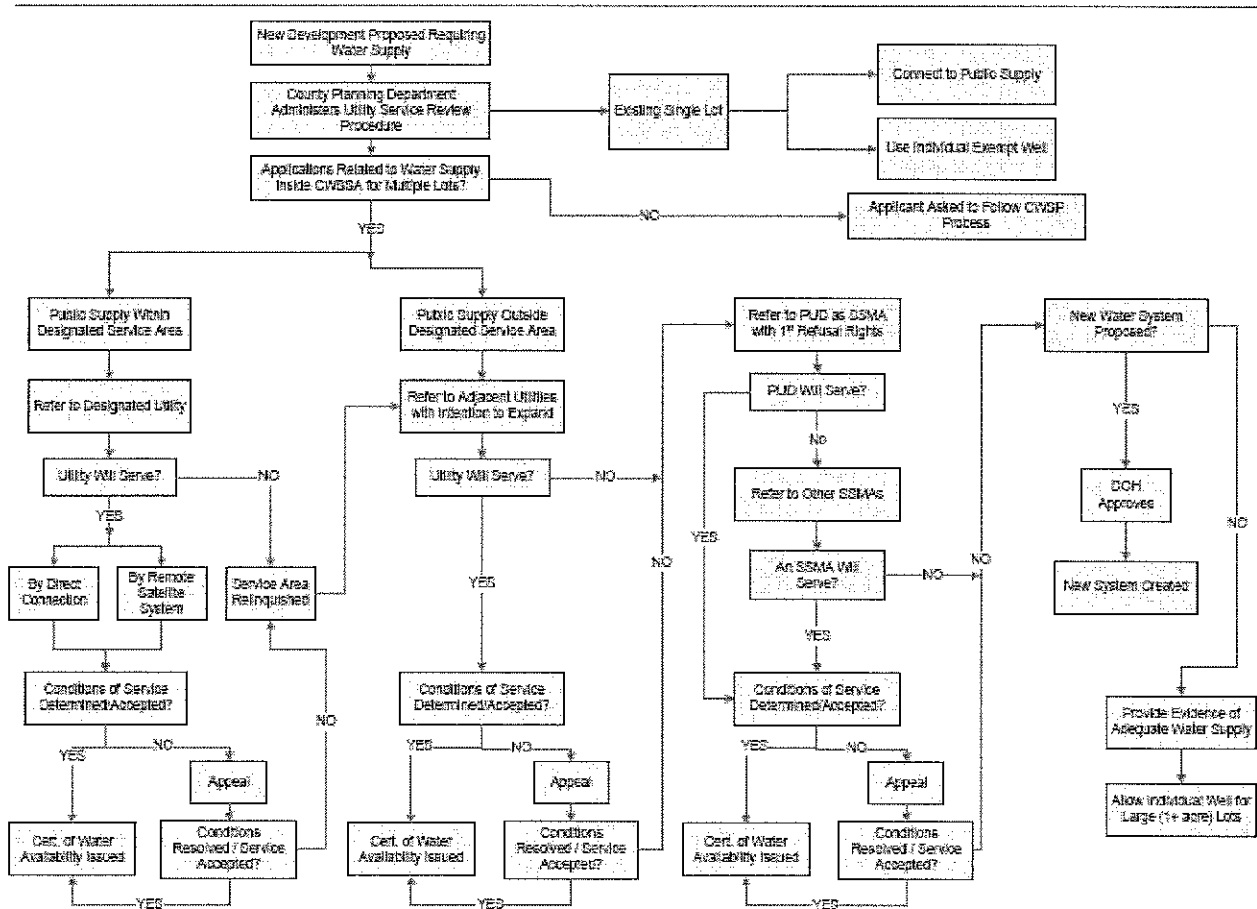 New Development Proposed Requiring
Water Supply
County Planning Department
Administers Utility Service Review
Procedure
Existing Single Lot
Connect to Public Supply
Use Individual Exempt Well
Applications Related to Water Supply
Inside CWSSA for Multiple Lots?
NO
Applicant Asked to Follow CWSP
Process
YES
Public Supply Within
Designated Service Area
Public Supply Outside
Designated Service Area
Refer to PUD as SSMA
with 1st Refusal Rights
New Water System
Proposed?
Refer to Designated Utility
Refer to Adjacent Utilities
with Intention to Expand
PUD Will Serve?
YES
No
Utility Will Serve?
NO
Utility Will Serve?
NO
Refer to Other SSMAs
DOH
Approves
NO
YES
YES
YES
NO
By Direct
Connection
By Remote
Satellite
System
Service Area
Relinquished
An SSMA Will
Serve?
NO
NO
New System Created
YES
Conditions of Service
Determined/Accepted?
Conditions of Service
Determined/Accepted?
Conditions of Service
Determined/Accepted?
Provide Evidence of
Adequate Water Supply
NO
YES
NO
YES
NO
YES
NO
Appeal
Appeal
Appeal
Allow Individual Well for
Large (1+ acre) Lots
Cert. of Water
Availability Issued
Conditions
Resolved / Service
Accepted?
Cert. of Water
Availability Issued
Conditions
Resolved / Service
Accepted?
Cert. of Water
Availability Issued
Conditions
Resolved / Service
Accepted?
YES
YES
YES